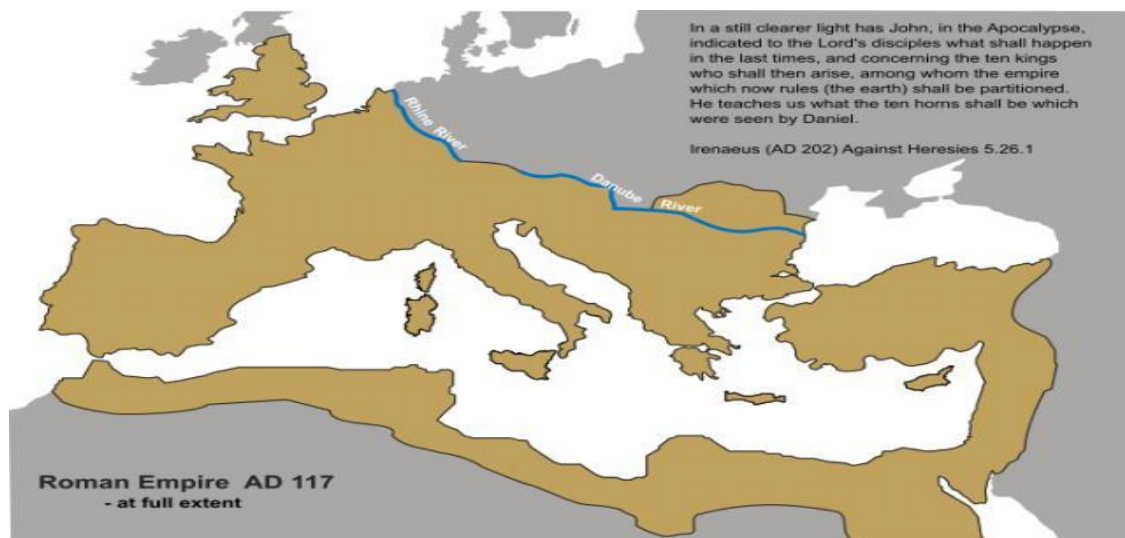 In a still clearer light has John, in the Apocalypse,
indicated to the Lord's disciples what shall happen
in the last times, and concerning the ten kings
who shall then arise, among whom the empire
which now rules (the earth) shall be partitioned.
He teaches us what the ten horns shall be which
were seen by Daniel.
Irenaeus (AD 202) Against Heresies 5.26.1
Rhine River
Danube River
Roman Empire AD 117
- at full extent